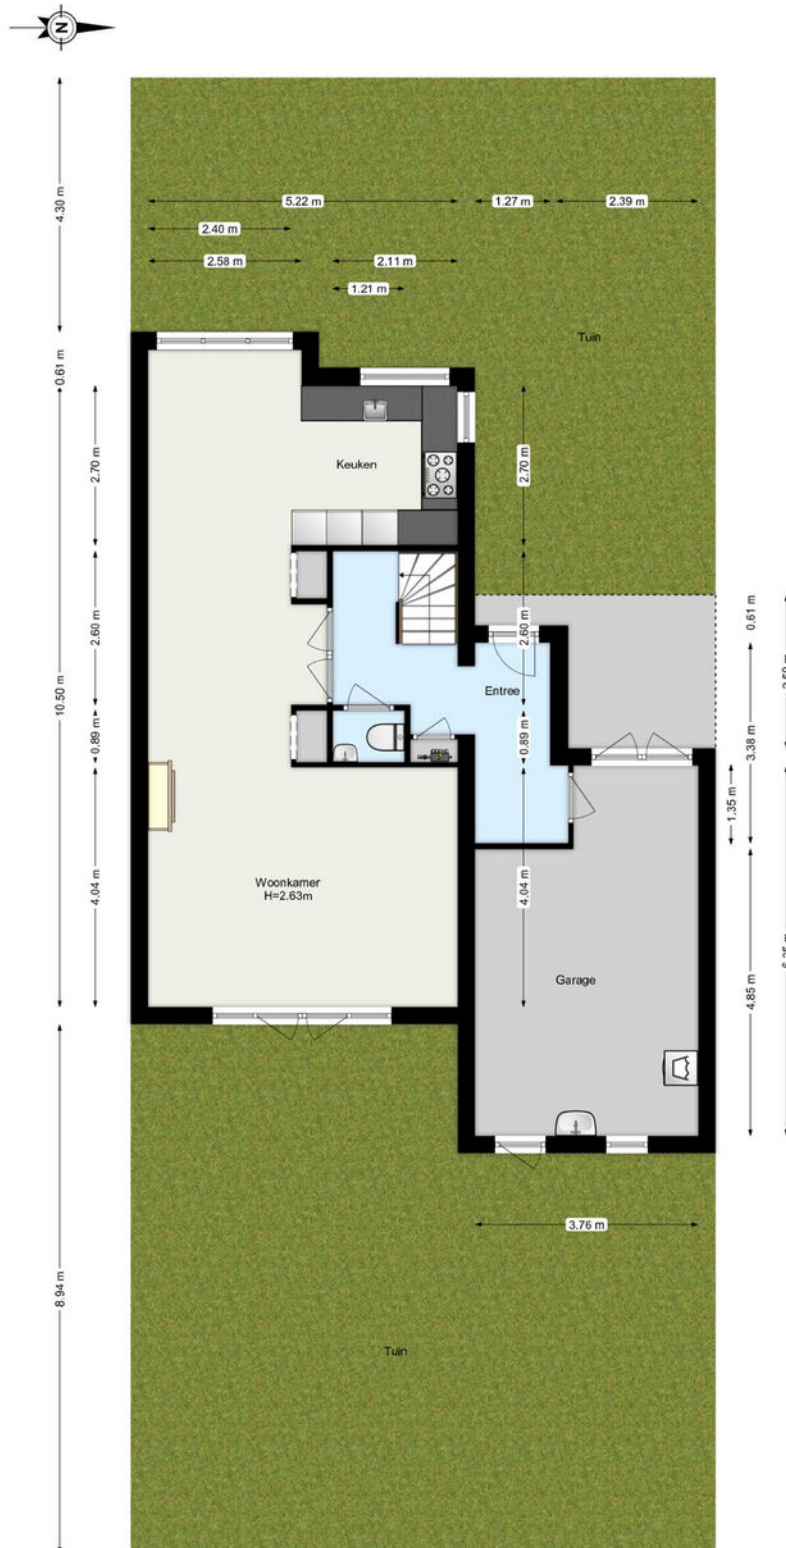 N
5.22 m
1.27 m
2.39 m
2.40 m
2.58 m
2.11 m
1.21 m
4.30 m
0.61 m
10.50 m
8.94 m
2.70 m
2.60 m
0.89 m
4.04 m
Tuin
Keuken
2.70 m
2.60 m
Entree
0.89 m
4.04 m
0.61 m
3.38 m
1.35 m
4.85 m
Woonkamer
H=2.63m
Garage
3.76 m
Tuin